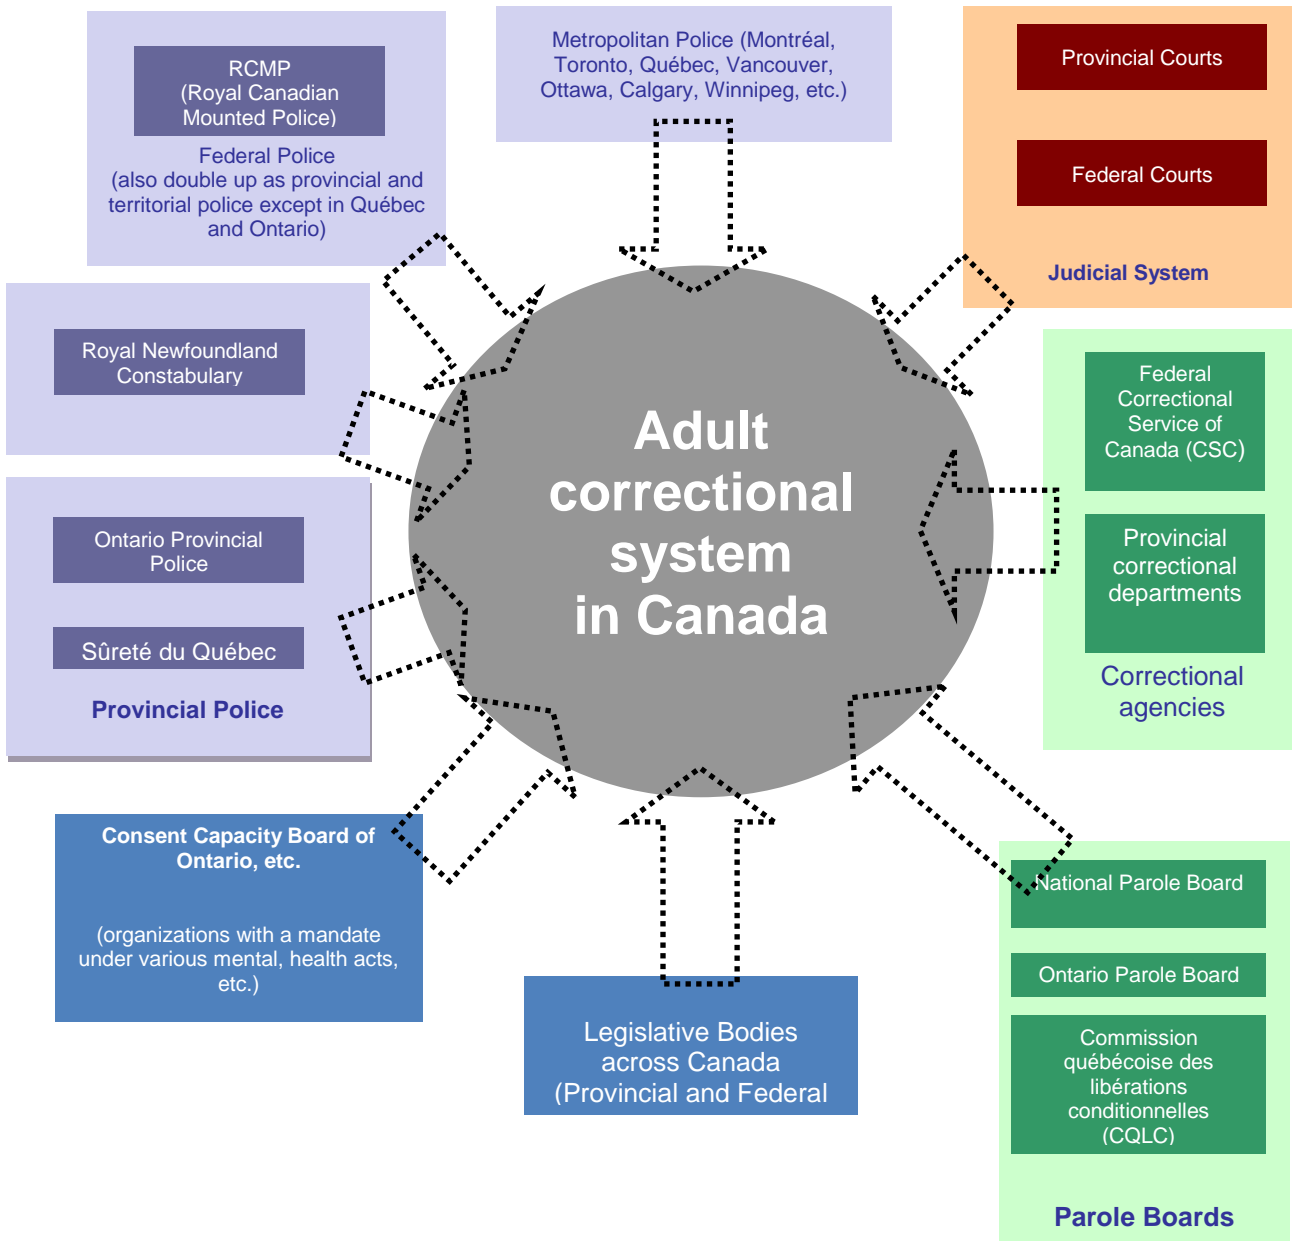 RCMP
(Royal Canadian
Mounted Police)
Federal Police
(also double up as provincial and
territorial police except in Québec
and Ontario)
Metropolitan Police (Montréal,
Toronto, Québec, Vancouver,
Ottawa, Calgary, Winnipeg, etc.)
Provincial Courts
Federal Courts
Judicial System
Royal Newfoundland
Constabulary
Ontario Provincial
Police
Sûreté du Québec
Provincial Police
Adult
correctional
system
in Canada
Federal
Correctional
Service of
Canada (CSC)
Provincial
correctional
departments
Correctional
agencies
Consent Capacity Board of
Ontario, etc.
(organizations with a mandate
under various mental, health acts,
etc.)
Legislative Bodies
across Canada
(Provincial and Federal
National Parole Board
Ontario Parole Board
Commission
québécoise des
libérations
conditionnelles
(CQLC)
Parole Boards